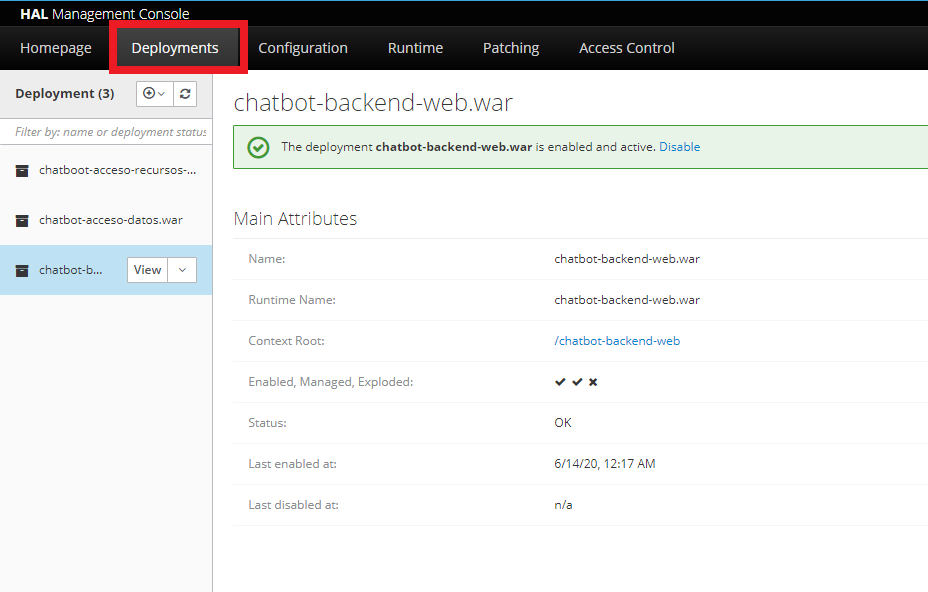 HAL Management Console
Homepage Deployments Configuration Runtime Patching Access Control
Deployment (3)
Filter by: name or deployment status
chatboot-acceso-recursos-...
chatbot-acceso-datos.war
chatbot-b... View
chatbot-backend-web.war
The deployment chatbot-backend-web.war is enabled and active. Disable
Main Attributes
Name: chatbot-backend-web.war
Runtime Name: chatbot-backend-web.war
Context Root: /chatbot-backend-web
Enabled, Managed, Exploded: ✔ ✔ ✖
Status: OK
Last enabled at: 6/14/20, 12:17 AM
Last disabled at: n/a